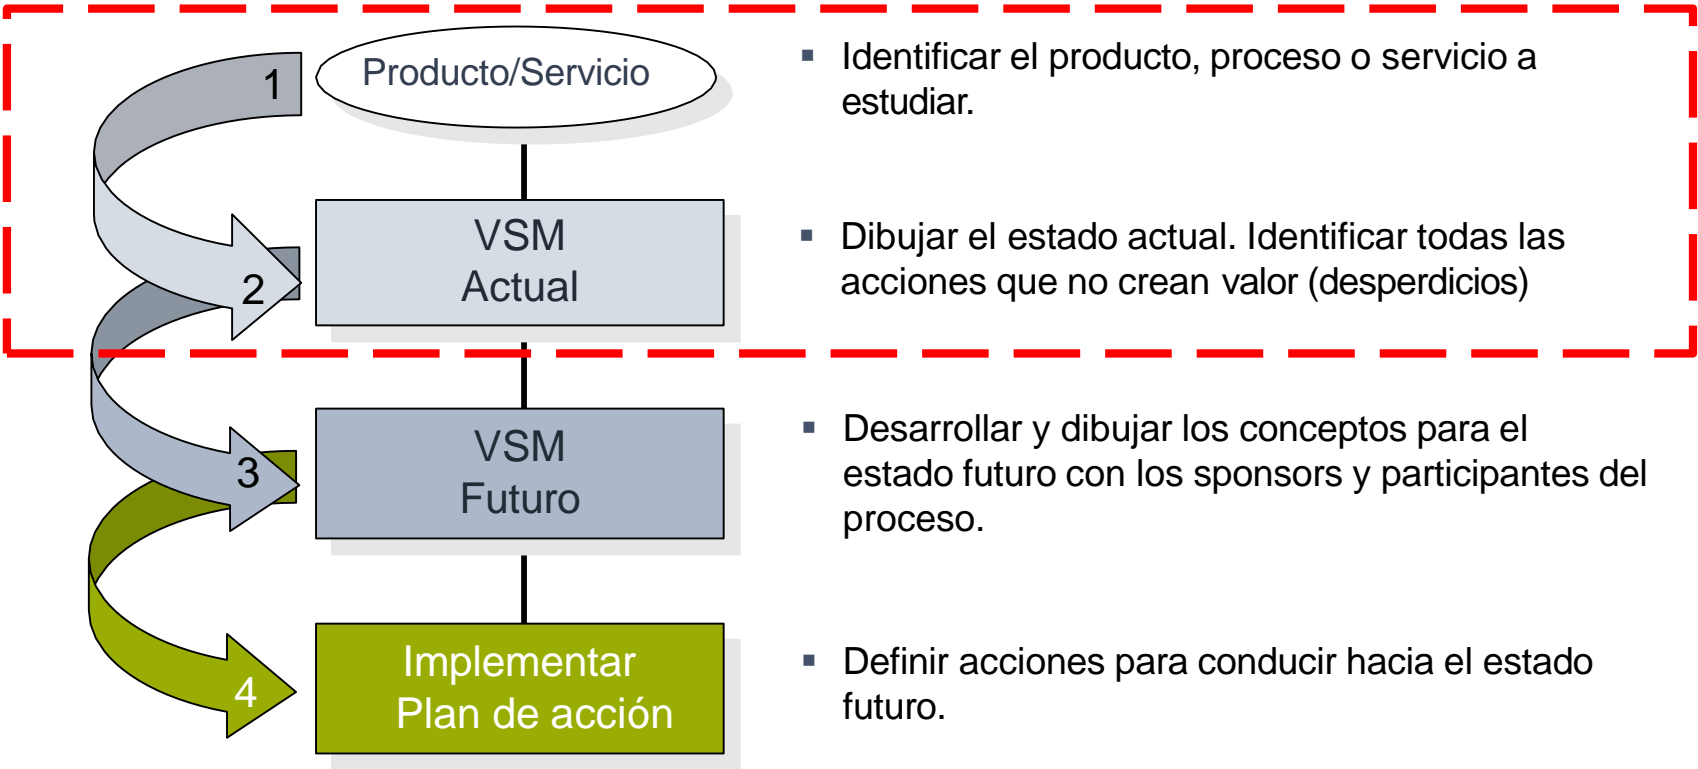 1
Producto/Servicio
Identificar el producto, proceso o servicio a
estudiar.
2
VSM
Actual
Dibujar el estado actual. Identificar todas las
acciones que no crean valor (desperdicios)
3
VSM
Futuro
Desarrollar y dibujar los conceptos para el
estado futuro con los sponsors y participantes del
proceso.
4
Implementar
Plan de acción
Definir acciones para conducir hacia el estado
futuro.